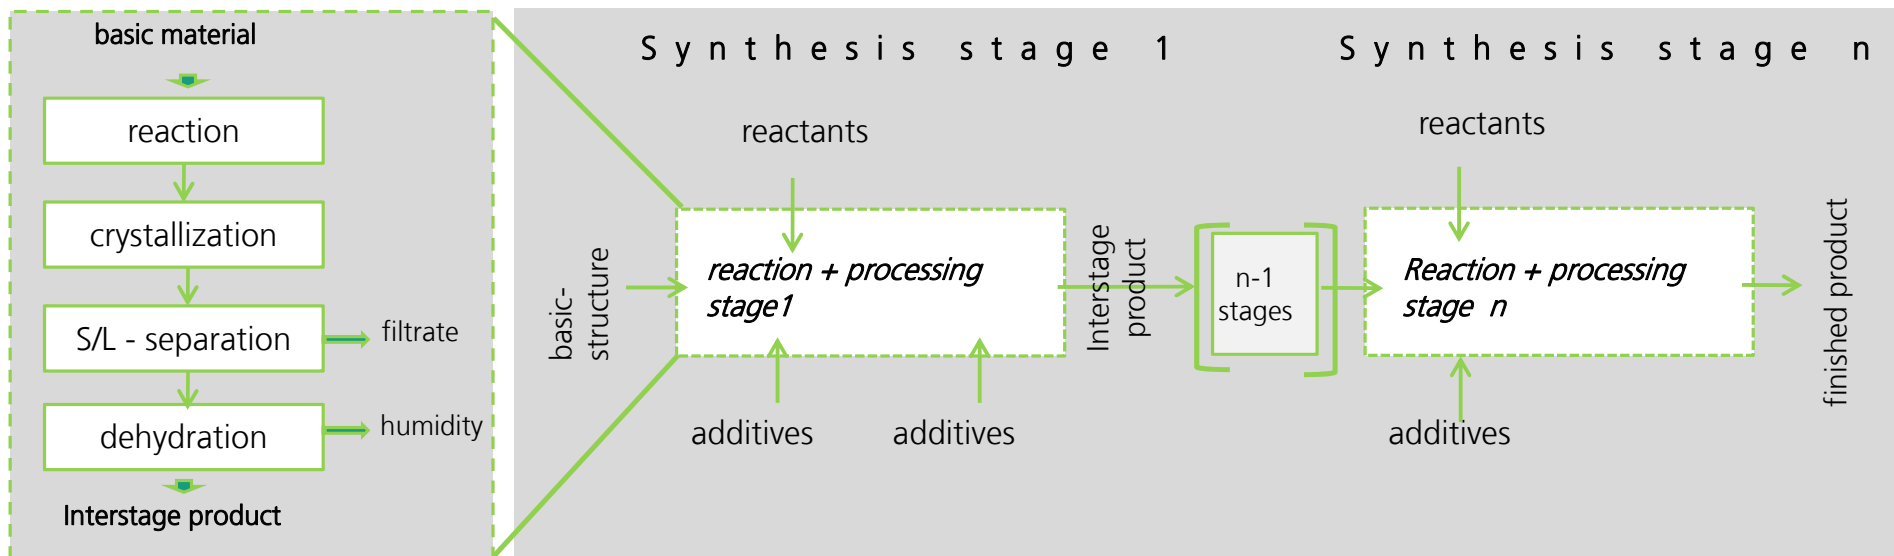 basic material
reaction
crystallization
S/L - separation
filtrate
dehydration
humidity
Interstage product
Synthesis stage 1
reactants
basic-
structure
reaction + processing
stage1
additives
additives
Interstage
product
n-1
stages
Synthesis stage n
reactants
Reaction + processing
stage n
additives
finished product